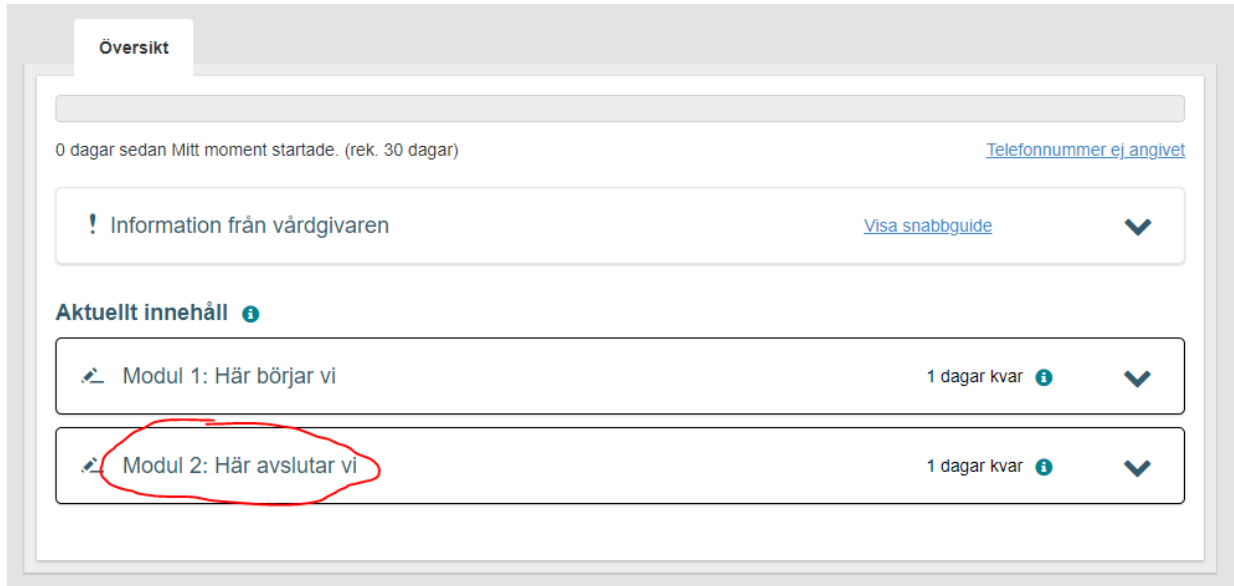 Översikt
0 dagar sedan Mitt moment startade. (rek. 30 dagar) Telefonnummer ej angivet
! Information från vårdgivaren Visa snabbguide
Aktuellt innehåll
Modul 1: Här börjar vi 1 dagar kvar
Modul 2: Här avslutar vi 1 dagar kvar